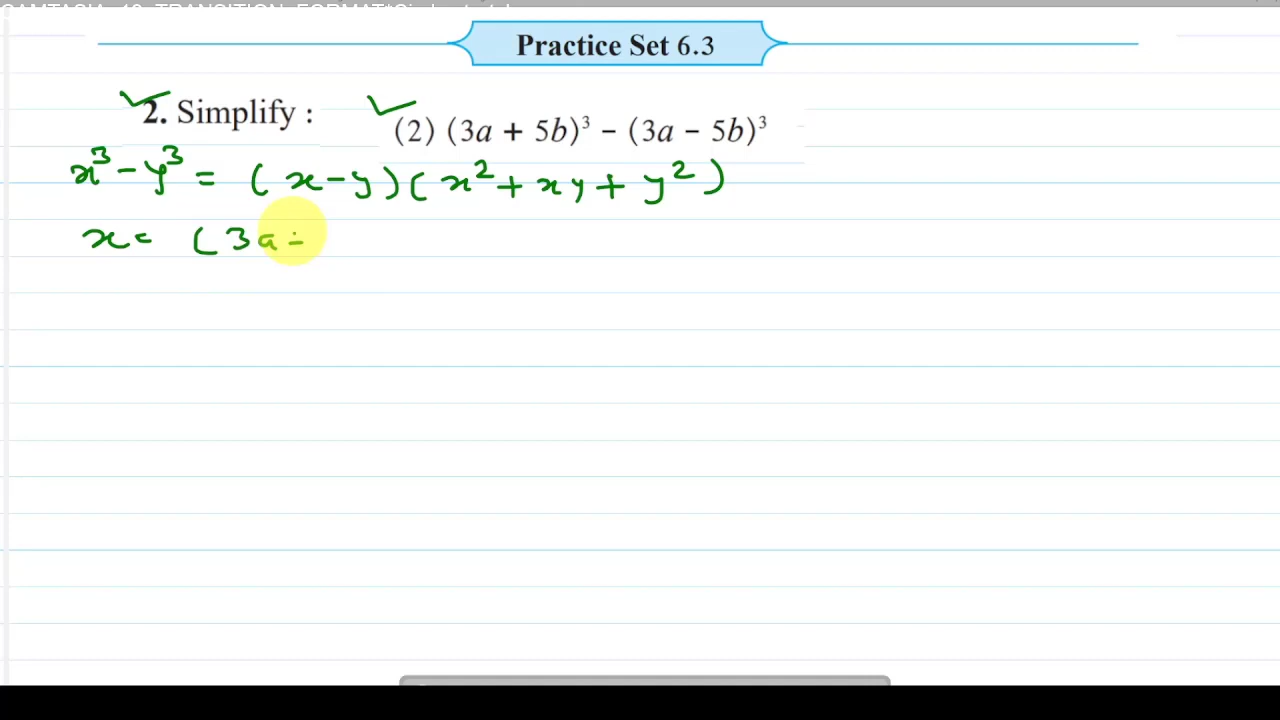 Practice Set 6.3
2. Simplify :
(2) (3a + 5b)³ − (3a − 5b)³
x³ − y³ = (x − y)(x² + xy + y²)
x = (3a